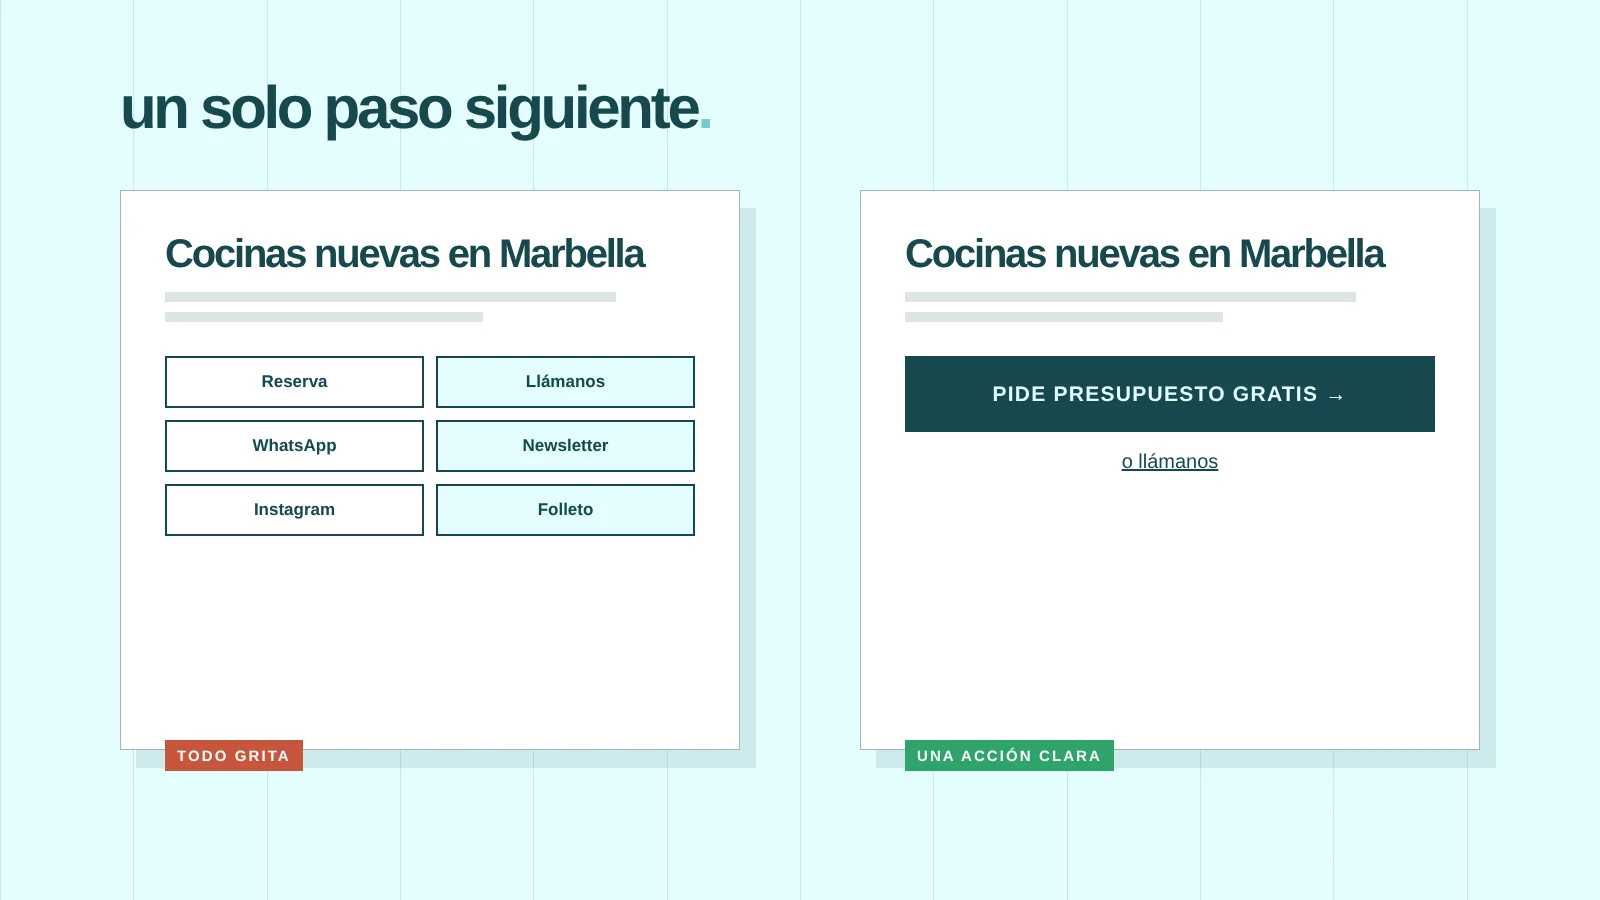 un solo paso siguiente.
Cocinas nuevas en Marbella
Reserva
Llámanos
WhatsApp
Newsletter
Instagram
Folleto
TODO GRITA
Cocinas nuevas en Marbella
PIDE PRESUPUESTO GRATIS →
o llámanos
UNA ACCIÓN CLARA